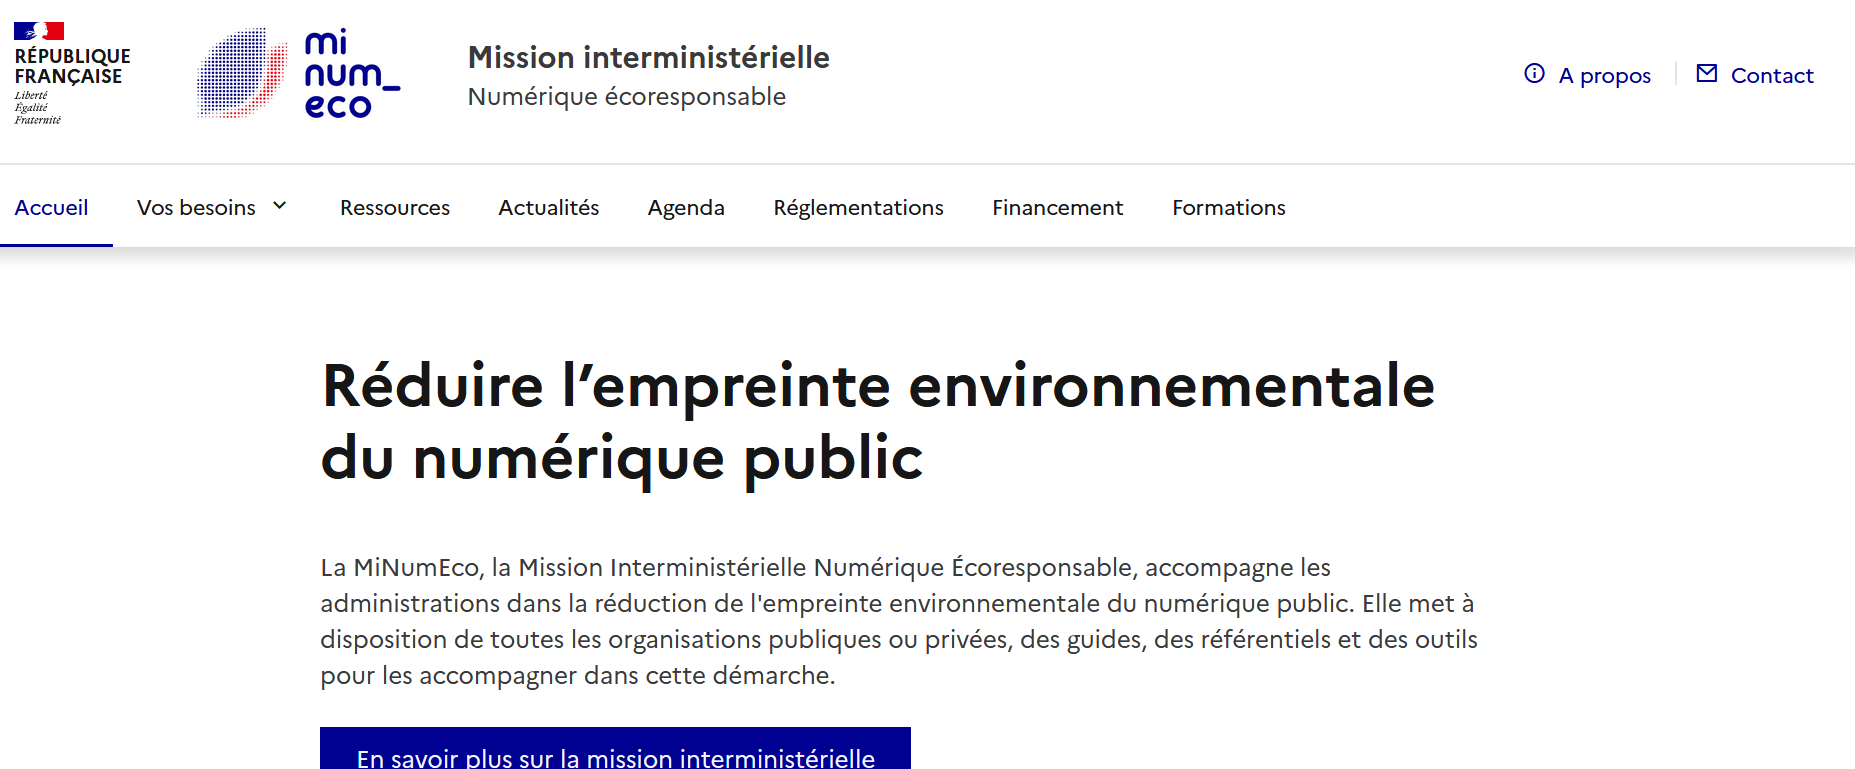 RÉPUBLIQUE
FRANÇAISE
Liberté
Égalité
Fraternité
mi
num_
eco
Mission interministérielle
Numérique écoresponsable
A propos
Contact
Accueil
Vos besoins
Ressources
Actualités
Agenda
Réglementations
Financement
Formations
Réduire l’empreinte environnementale
du numérique public
La MiNumEco, la Mission Interministérielle Numérique Écoresponsable, accompagne les
administrations dans la réduction de l'empreinte environnementale du numérique public. Elle met à
disposition de toutes les organisations publiques ou privées, des guides, des référentiels et des outils
pour les accompagner dans cette démarche.
En savoir plus sur la mission interministérielle